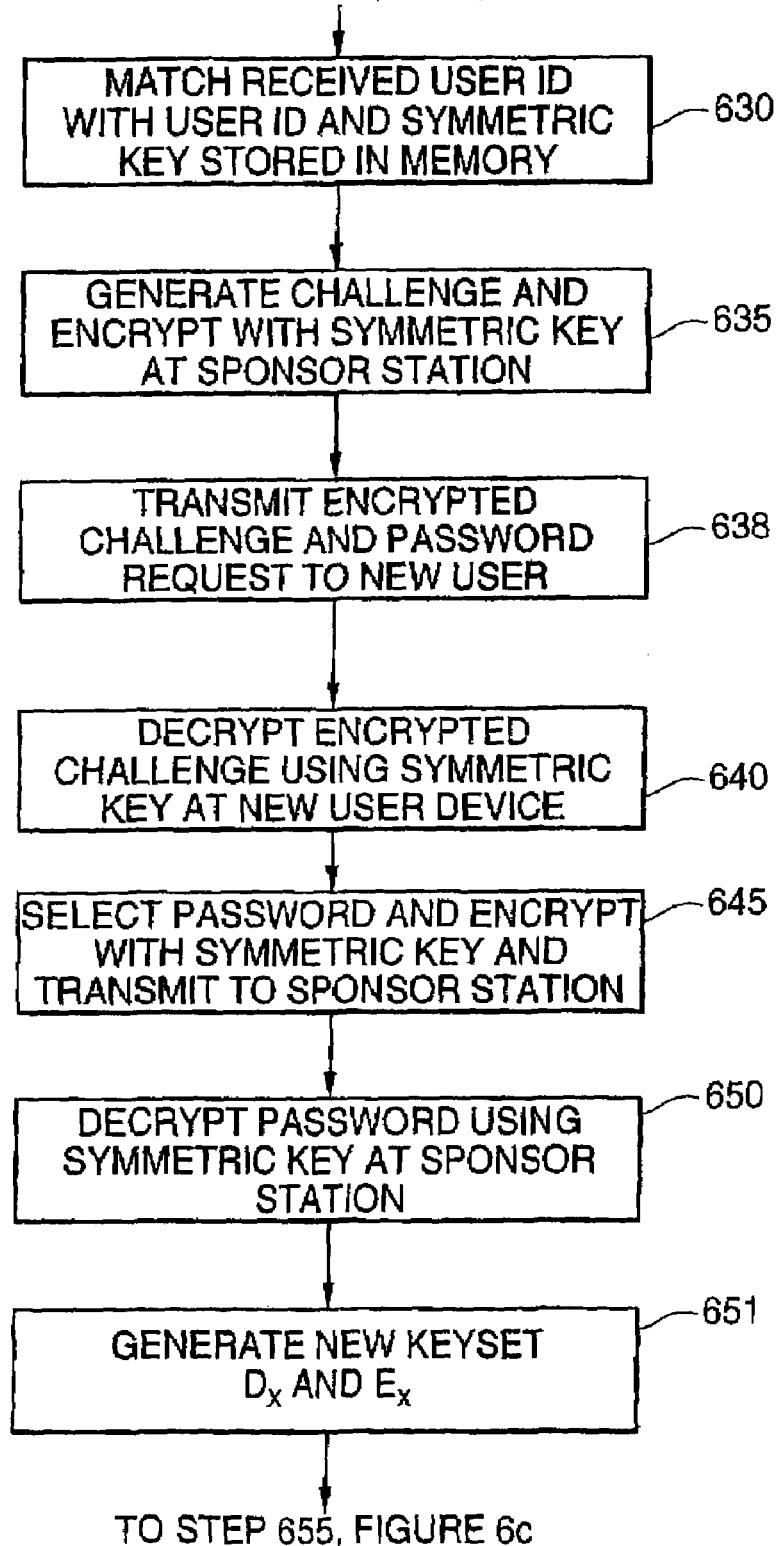 MATCH RECEIVED USER ID
WITH USER ID AND SYMMETRIC
KEY STORED IN MEMORY
630
GENERATE CHALLENGE AND
ENCRYPT WITH SYMMETRIC KEY
AT SPONSOR STATION
635
TRANSMIT ENCRYPTED
CHALLENGE AND PASSWORD
REQUEST TO NEW USER
638
DECRYPT ENCRYPTED
CHALLENGE USING SYMMETRIC
KEY AT NEW USER DEVICE
640
SELECT PASSWORD AND ENCRYPT
WITH SYMMETRIC KEY AND
TRANSMIT TO SPONSOR STATION
645
DECRYPT PASSWORD USING
SYMMETRIC KEY AT SPONSOR
STATION
650
GENERATE NEW KEYSET
Dx AND Ex
651
TO STEP 655, FIGURE 6c